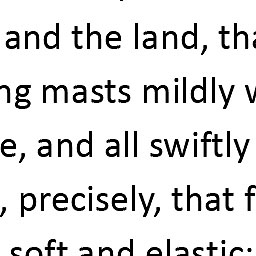 and the land, tha
ng masts mildly
e, and all swiftly
, precisely, that f
soft and elastic;